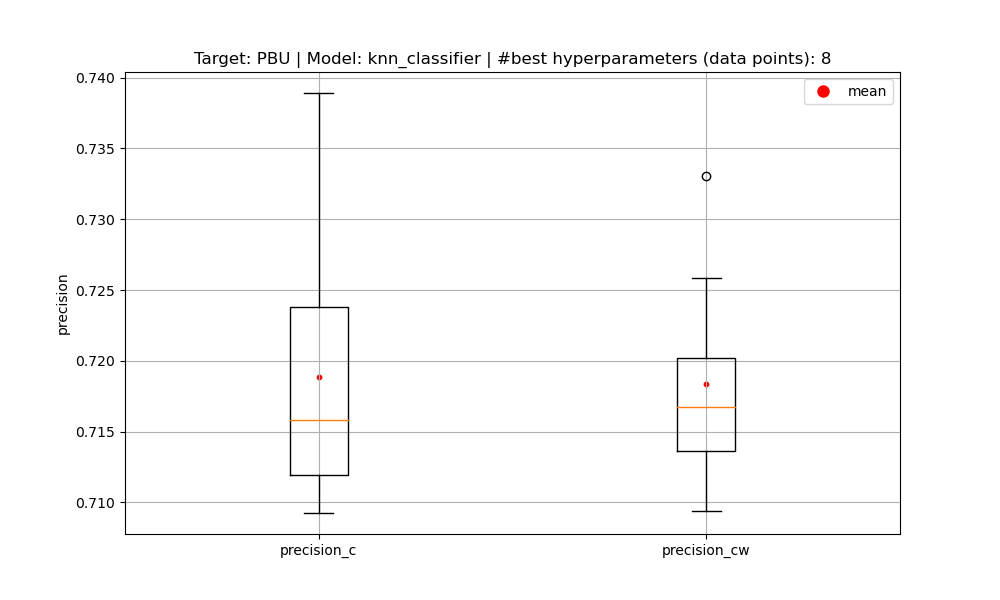 Target: PBU | Model: knn_classifier | #best hyperparameters (data points): 8
mean
precision
0.740
0.735
0.730
0.725
0.720
0.715
0.710
precision_c
precision_cw